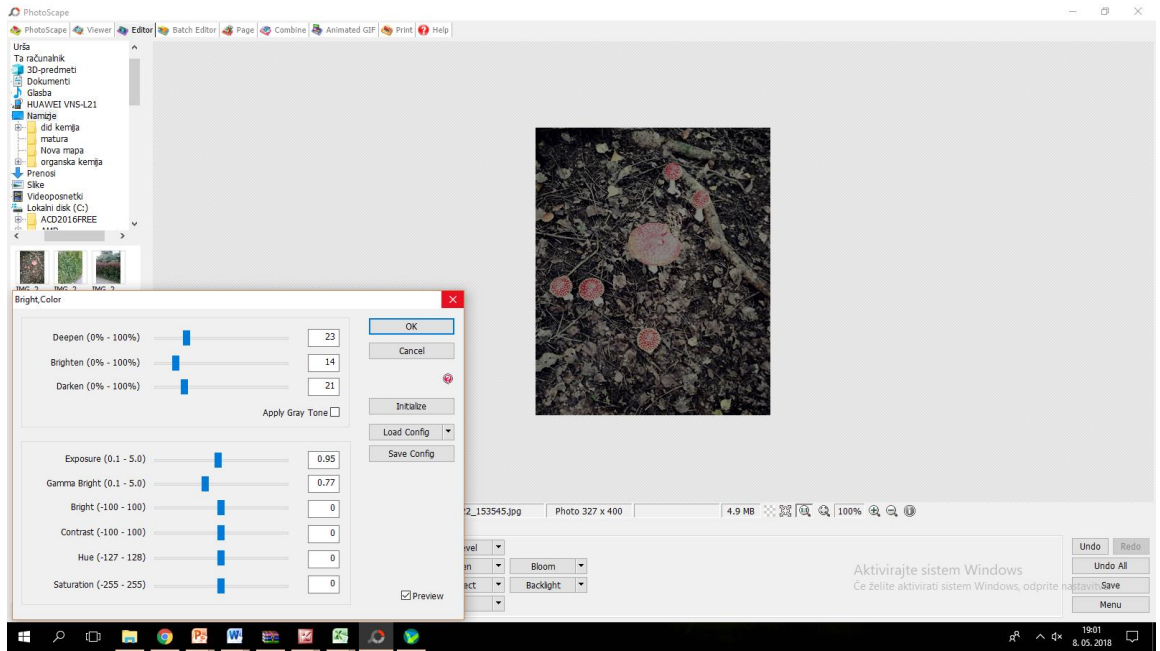 PhotoScape
PhotoScape Viewer Editor Batch Editor Page Combine Animated GIF Print Help
Urša
Ta računalnik
3D-predmeti
Dokumenti
Glasba
HUAWEI VNS-L21
Namizje
did kemija
matura
Nova mapa
organska kemija
Prenosi
Slike
Videoposnetki
Lokalni disk (C:)
ACD2016FREE
IMG_2 IMG_2 IMG_2
Bright,Color
Deepen (0% - 100%) 23
Brighten (0% - 100%) 14
Darken (0% - 100%) 21
Apply Gray Tone
Exposure (0.1 - 5.0) 0.95
Gamma Bright (0.1 - 5.0) 0.77
Bright (-100 - 100) 0
Contrast (-100 - 100) 0
Hue (-127 - 128) 0
Saturation (-255 - 255) 0
OK
Cancel
Initialize
Load Config
Save Config
Preview
22_153545.jpg Photo 327 x 400 4.9 MB 100%
Bloom
Backlight
Aktivirajte sistem Windows
Če želite aktivirati sistem Windows, odprite
Undo Redo
Undo All
Save
Menu
19:01
8. 05. 2018